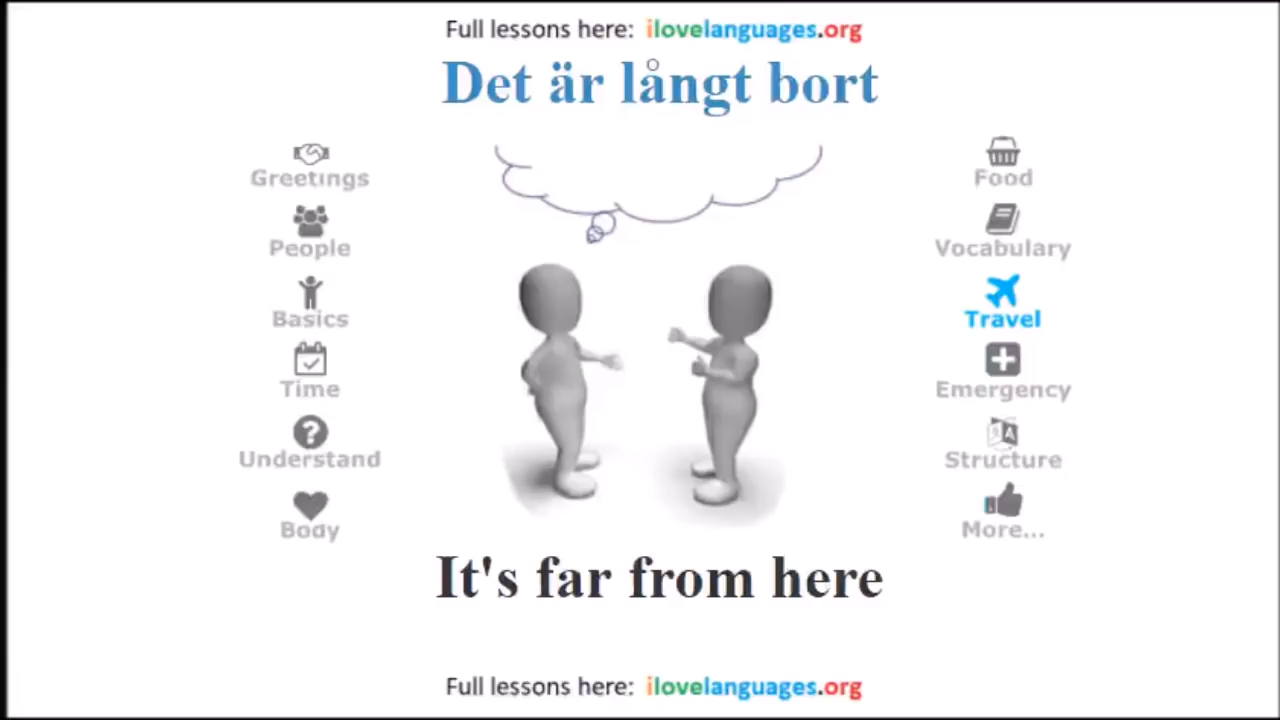 Full lessons here: ilovelanguages.org
Det är långt bort
Greetings
People
Basics
Time
Understand
Body
Food
Vocabulary
Travel
Emergency
Structure
More...
It's far from here
Full lessons here: ilovelanguages.org